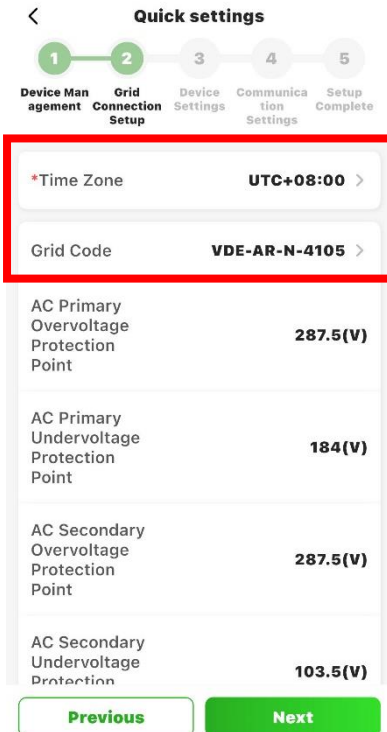 Quick settings
1 2 3 4 5
Device Man
agement
Grid
Connection
Setup
Device
Settings
Communica
tion
Settings
Setup
Complete
*Time Zone UTC+08:00
Grid Code VDE-AR-N-4105
AC Primary
Overvoltage
Protection
Point
287.5(V)
AC Primary
Undervoltage
Protection
Point
184(V)
AC Secondary
Overvoltage
Protection
Point
287.5(V)
AC Secondary
Undervoltage
Protection
103.5(V)
Previous Next